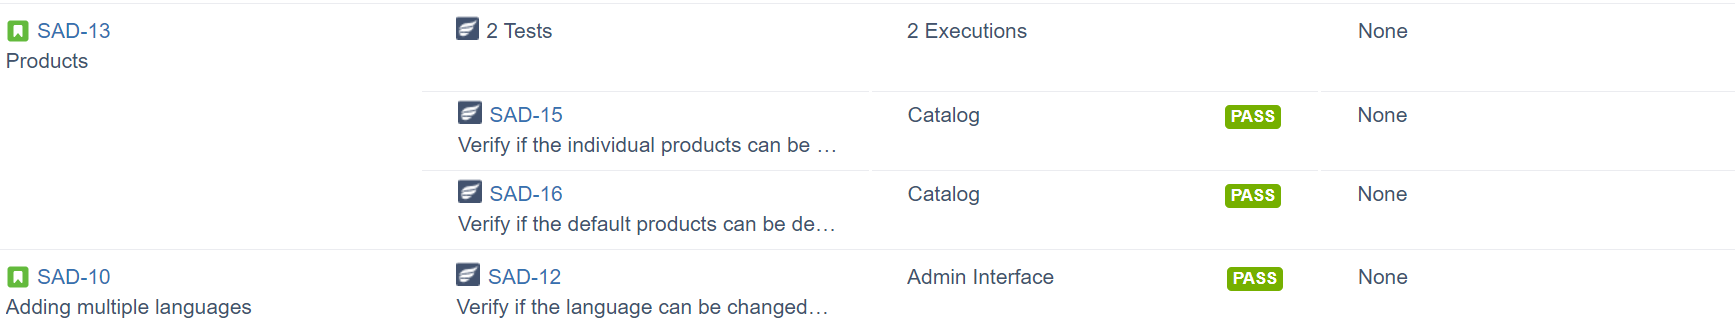 SAD-13 2 Tests 2 Executions None
Products
SAD-15 Catalog PASS None
Verify if the individual products can be …
SAD-16 Catalog PASS None
Verify if the default products can be de…
SAD-10 SAD-12 Admin Interface PASS None
Adding multiple languages Verify if the language can be changed…